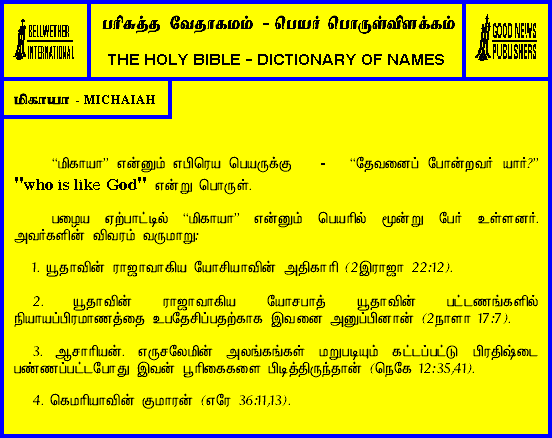 BELLWETHER
INTERNATIONAL
பரிசுத்த வேதாகமம் - பெயர் பொருள்விளக்கம்
THE HOLY BIBLE - DICTIONARY OF NAMES
GOOD NEWS
PUBLISHERS
மிகாயா - MICHAIAH
“மிகாயா” என்னும் எபிரெய பெயருக்கு - “தேவனைப் போன்றவர் யார்?”
"who is like God" என்று பொருள்.
பழைய ஏற்பாட்டில் “மிகாயா” என்னும் பெயரில் மூன்று பேர் உள்ளனர்.
அவர்களின் விவரம் வருமாறு:
1. யூதாவின் ராஜாவாகிய யோசியாவின் அதிகாரி (2இராஜா 22:12).
2. யூதாவின் ராஜாவாகிய யோசபாத் யூதாவின் பட்டணங்களில்
நியாயப்பிரமாணத்தை உபதேசிப்பதற்காக இவனை அனுப்பினான் (2நாளா 17:7).
3. ஆசாரியன். எருசலேமின் அலங்கங்கள் மறுபடியும் கட்டப்பட்டு பிரதிஷ்டை
பண்ணப்பட்டபோது இவன் பூரிகைகளை பிடித்திருந்தான் (நெகே 12:35,41).
4. கெமரியாவின் குமாரன் (எரே 36:11,13).